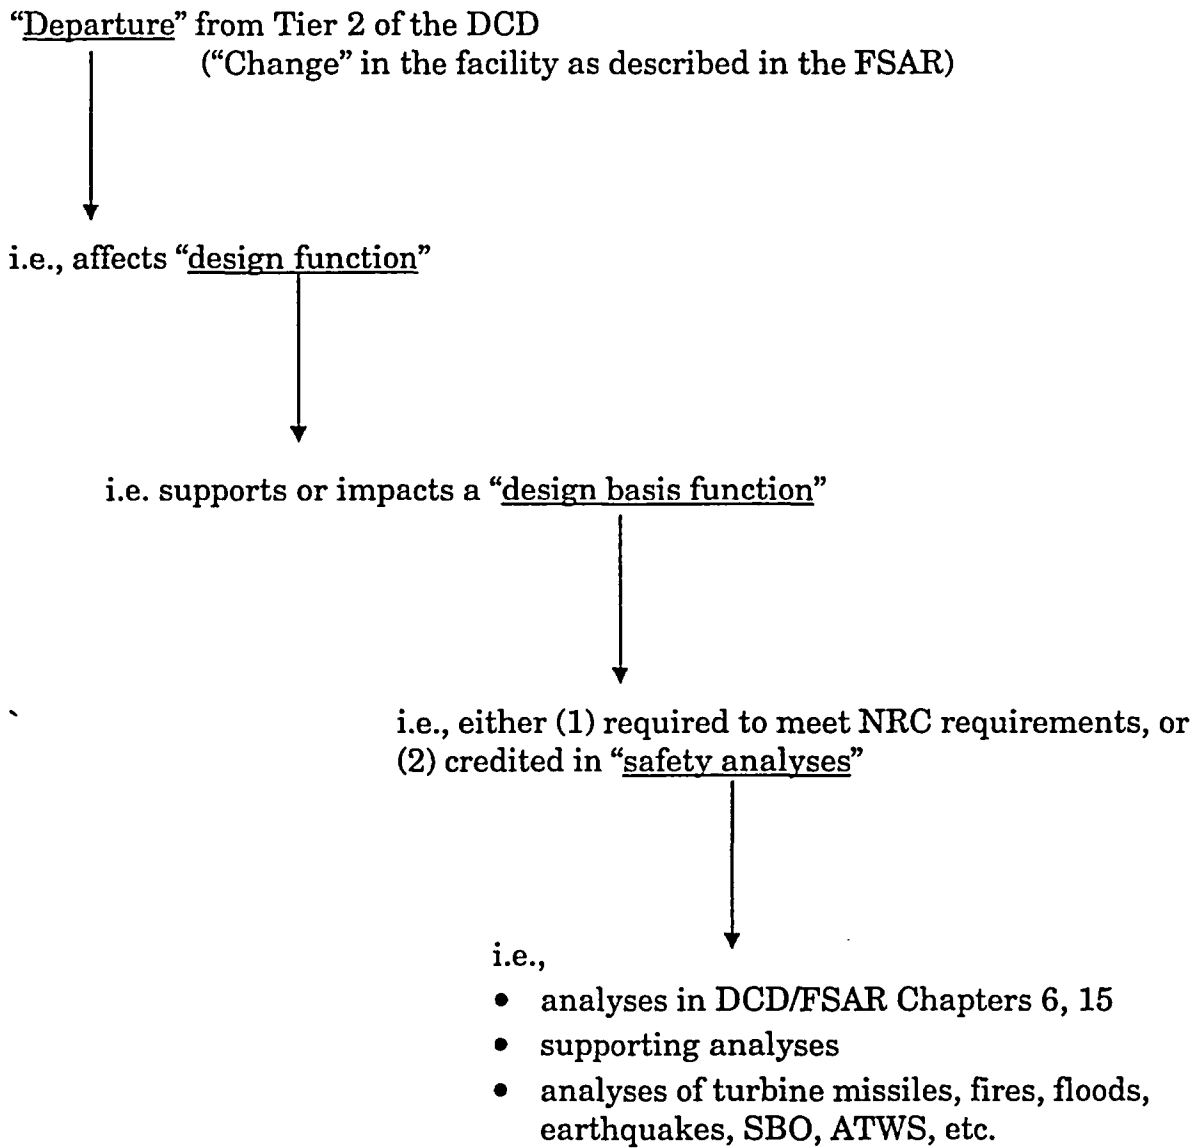 “Departure” from Tier 2 of the DCD
(“Change” in the facility as described in the FSAR)
i.e., affects “design function”
i.e. supports or impacts a “design basis function”
i.e., either (1) required to meet NRC requirements, or
(2) credited in “safety analyses”
i.e.,
• analyses in DCD/FSAR Chapters 6, 15
• supporting analyses
• analyses of turbine missiles, fires, floods,
earthquakes, SBO, ATWS, etc.